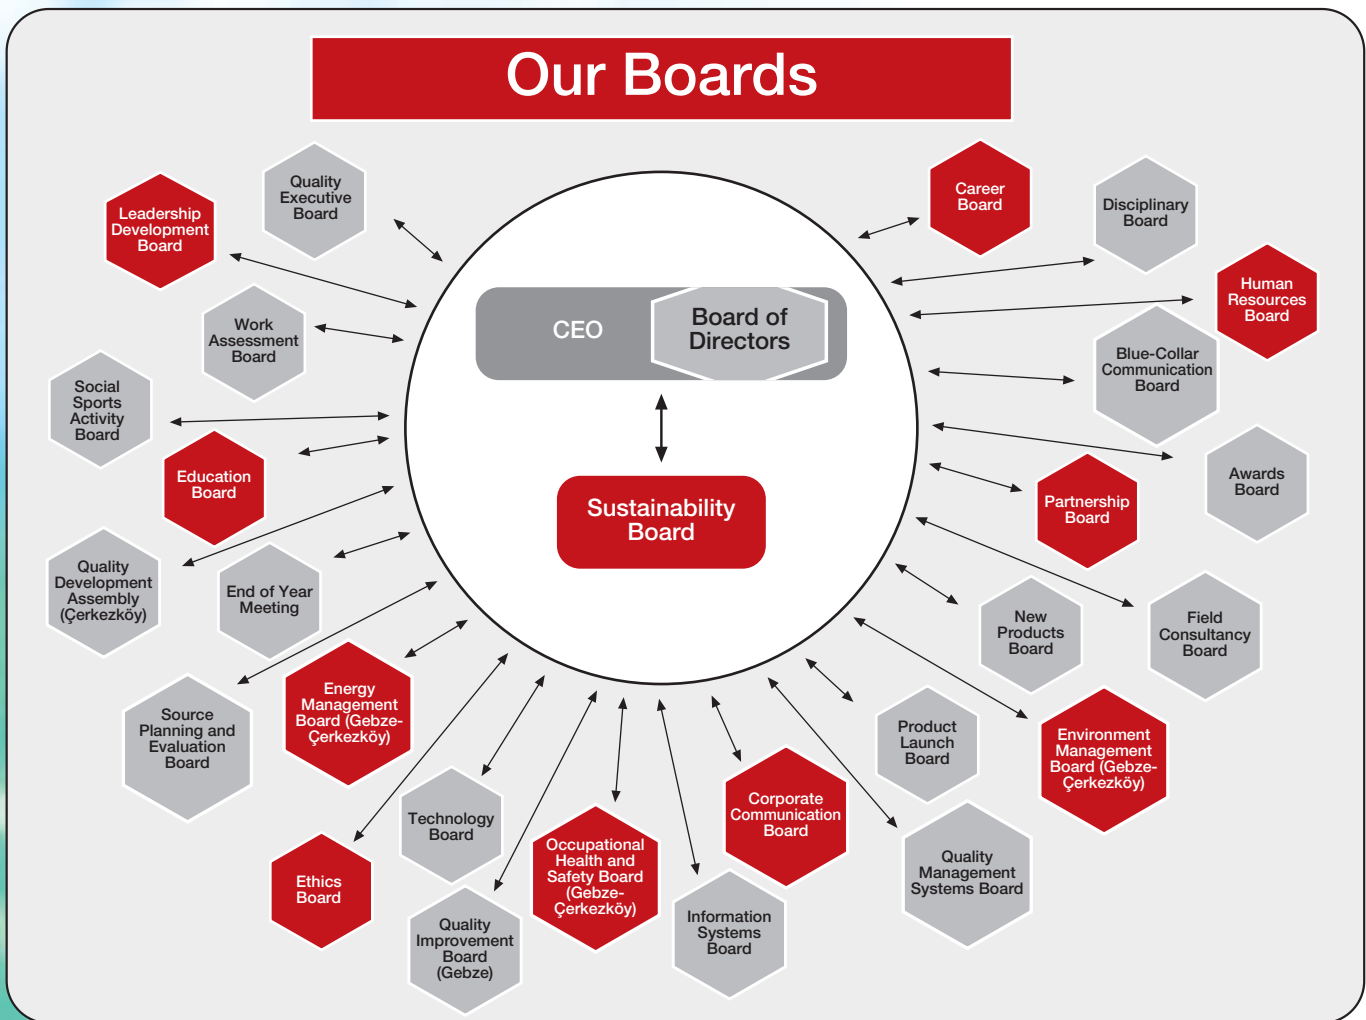 Our Boards
Quality
Executive
Board
Leadership
Development
Board
Work
Assessment
Board
Social
Sports
Activity
Board
Education
Board
Quality
Development
Assembly
(Çerkezköy)
End of Year
Meeting
Source
Planning and
Evaluation
Board
Energy
Management
Board (Gebze-
Çerkezköy)
Ethics
Board
Technology
Board
Quality
Improvement
Board
(Gebze)
Occupational
Health and
Safety Board
(Gebze-
Çerkezköy)
Information
Systems
Board
Corporate
Communication
Board
Quality
Management
Systems Board
Product
Launch
Board
Environment
Management
Board (Gebze-
Çerkezköy)
New
Products
Board
Field
Consultancy
Board
Partnership
Board
Awards
Board
Blue-Collar
Communication
Board
Human
Resources
Board
Disciplinary
Board
Career
Board
CEO
Board of
Directors
Sustainability
Board